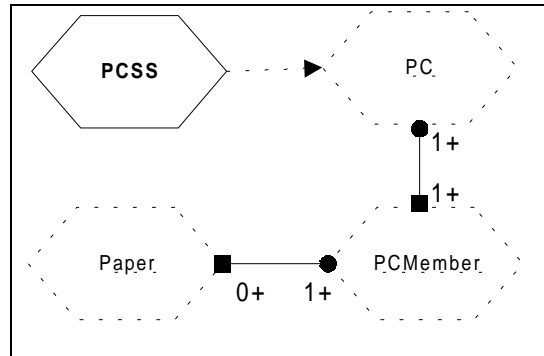 PCSS
PC
1+
1+
Paper
PCMember
0+ 1+